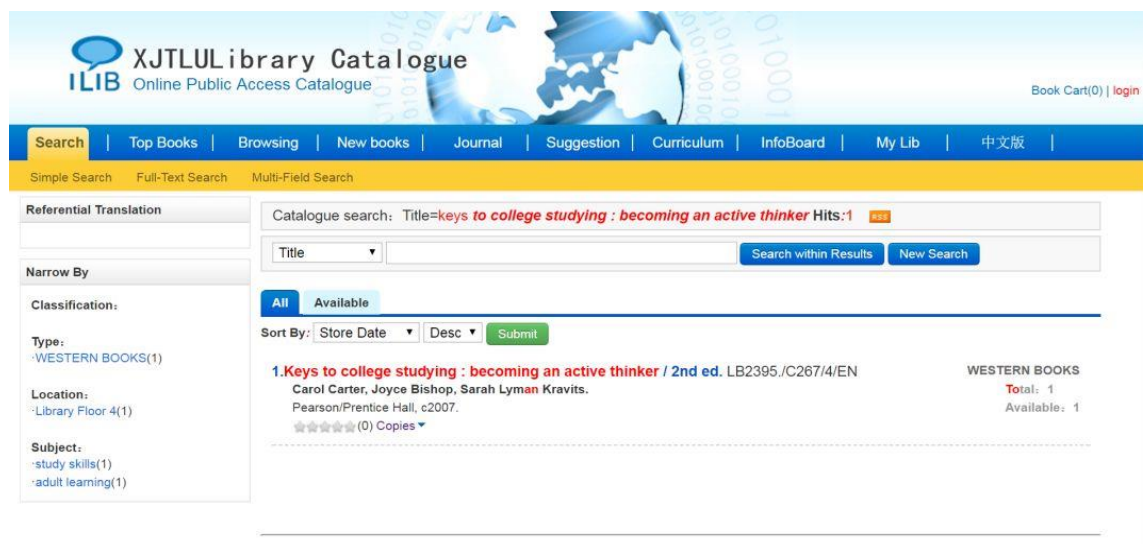 XJTLULibrary Catalogue
ILIB
Online Public Access Catalogue
Book Cart(0) | login
Search | Top Books | Browsing | New books | Journal | Suggestion | Curriculum | InfoBoard | My Lib | 中文版 |
Simple Search Full-Text Search Multi-Field Search
Referential Translation
Narrow By
Classification：
Type：
·WESTERN BOOKS(1)
Location：
·Library Floor 4(1)
Subject：
·study skills(1)
·adult learning(1)
Catalogue search：Title=keys to college studying : becoming an active thinker Hits:1 RSS
Title Search within Results New Search
All Available
Sort By: Store Date Desc Submit
1.Keys to college studying : becoming an active thinker / 2nd ed. LB2395./C267/4/EN
Carol Carter, Joyce Bishop, Sarah Lyman Kravits.
Pearson/Prentice Hall, c2007.
(0) Copies
WESTERN BOOKS
Total：1
Available：1